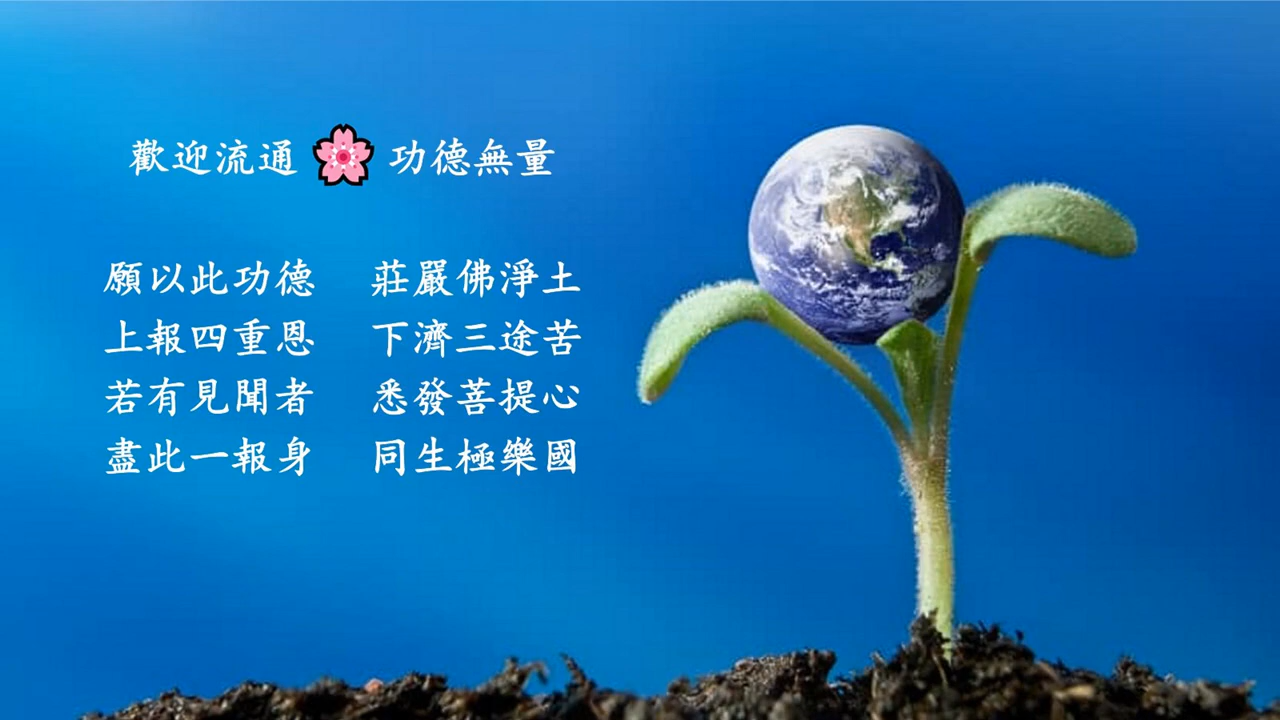 歡迎流通 🌸 功德無量
願以此功德 莊嚴佛淨土
上報四重恩 下濟三途苦
若有見聞者 悉發菩提心
盡此一報身 同生極樂國